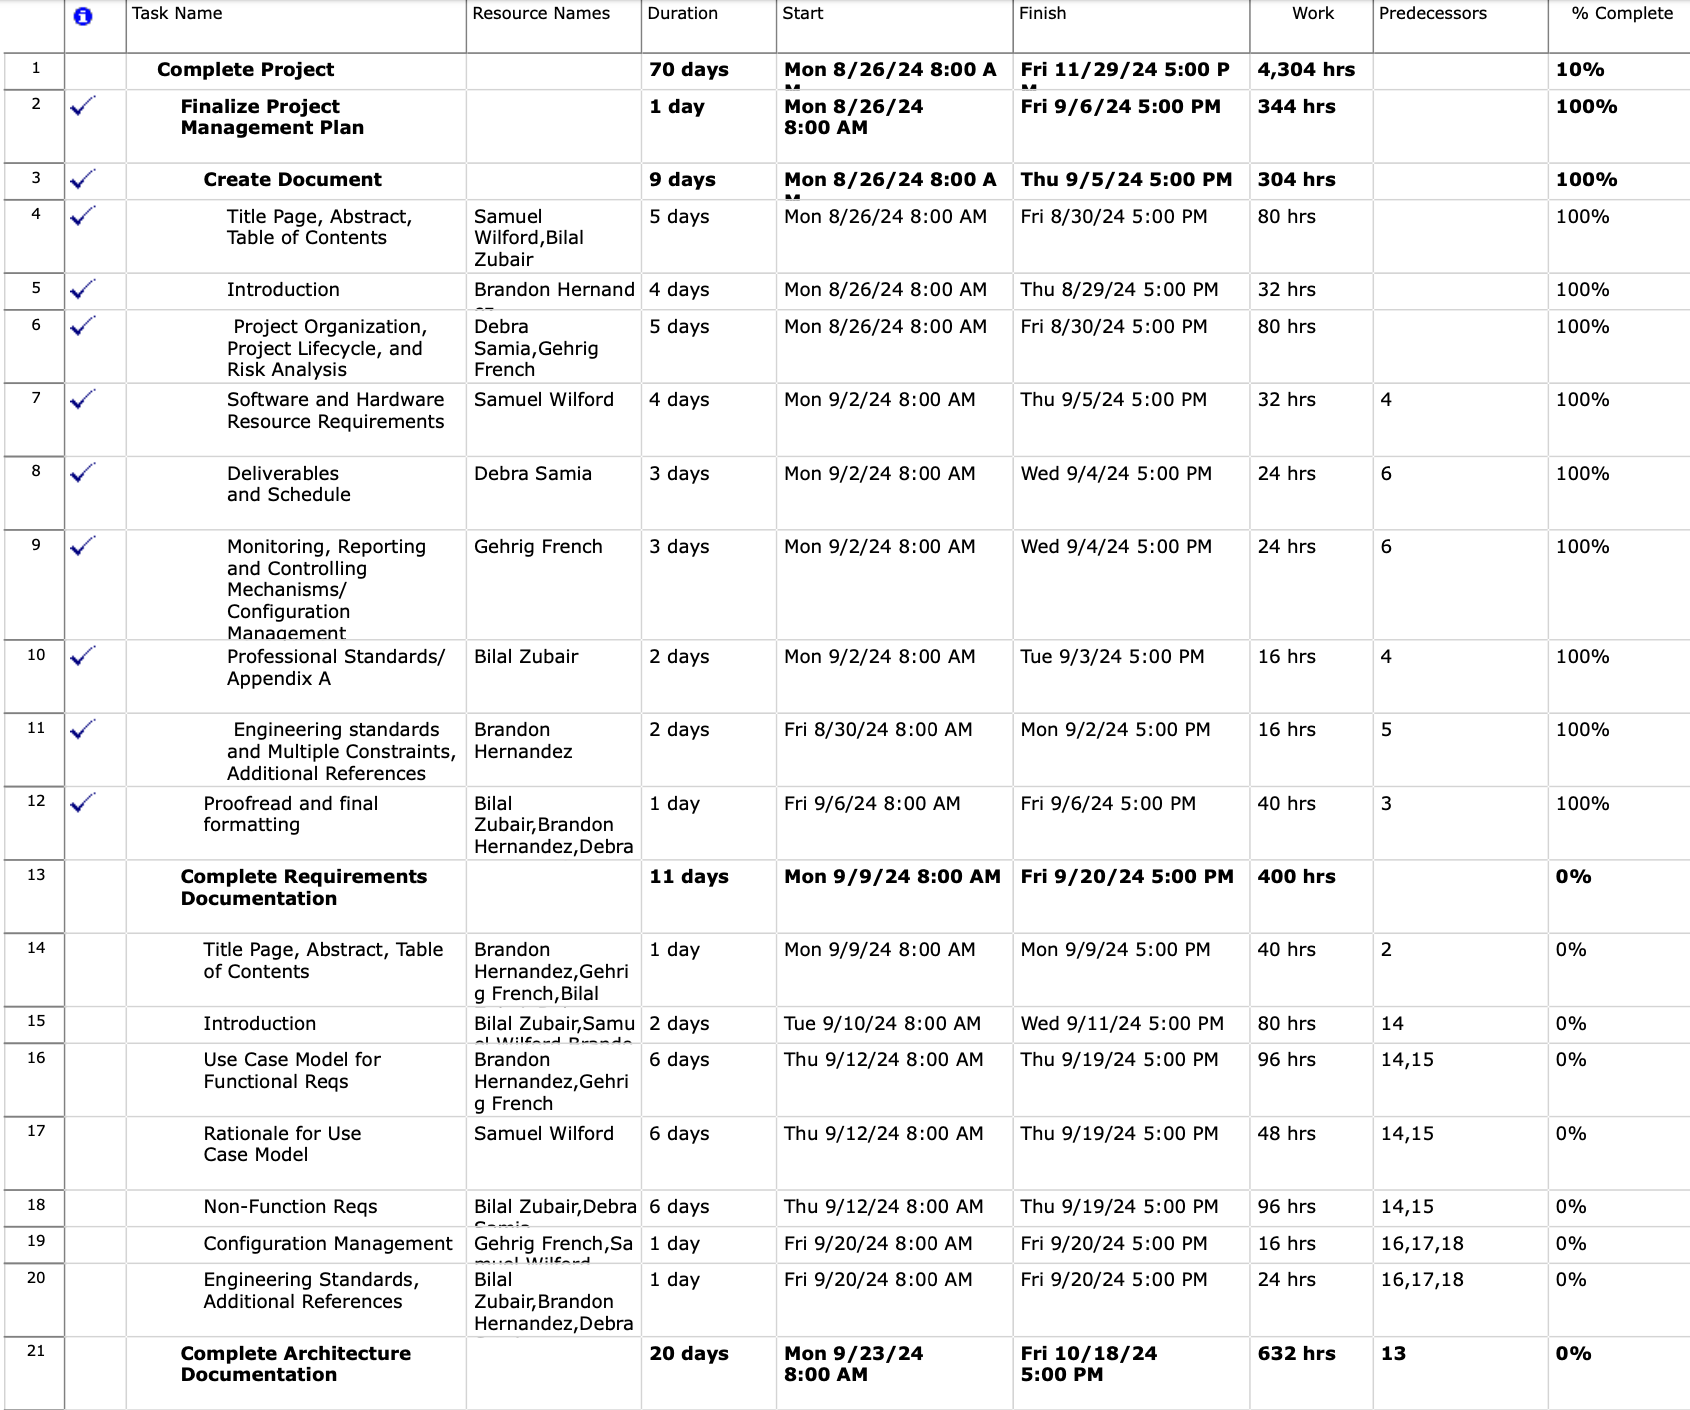 Task Name Resource Names Duration Start Finish Work Predecessors % Complete
1 Complete Project 70 days Mon 8/26/24 8:00 A Fri 11/29/24 5:00 P 4,304 hrs 10%
2 Finalize Project 1 day Mon 8/26/24 Fri 9/6/24 5:00 PM 344 hrs 100%
Management Plan 8:00 AM
3 Create Document 9 days Mon 8/26/24 8:00 A Thu 9/5/24 5:00 PM 304 hrs 100%
4 Title Page, Abstract, Samuel 5 days Mon 8/26/24 8:00 AM Fri 8/30/24 5:00 PM 80 hrs 100%
Table of Contents Wilford,Bilal
Zubair
5 Introduction Brandon Hernand 4 days Mon 8/26/24 8:00 AM Thu 8/29/24 5:00 PM 32 hrs 100%
6 Project Organization, Debra 5 days Mon 8/26/24 8:00 AM Fri 8/30/24 5:00 PM 80 hrs 100%
Project Lifecycle, and Samia,Gehrig
Risk Analysis French
7 Software and Hardware Samuel Wilford 4 days Mon 9/2/24 8:00 AM Thu 9/5/24 5:00 PM 32 hrs 4 100%
Resource Requirements
8 Deliverables Debra Samia 3 days Mon 9/2/24 8:00 AM Wed 9/4/24 5:00 PM 24 hrs 6 100%
and Schedule
9 Monitoring, Reporting Gehrig French 3 days Mon 9/2/24 8:00 AM Wed 9/4/24 5:00 PM 24 hrs 6 100%
and Controlling
Mechanisms/
Configuration
Management
10 Professional Standards/ Bilal Zubair 2 days Mon 9/2/24 8:00 AM Tue 9/3/24 5:00 PM 16 hrs 4 100%
Appendix A
11 Engineering standards Brandon 2 days Fri 8/30/24 8:00 AM Mon 9/2/24 5:00 PM 16 hrs 5 100%
and Multiple Constraints, Hernandez
Additional References
12 Proofread and final Bilal 1 day Fri 9/6/24 8:00 AM Fri 9/6/24 5:00 PM 40 hrs 3 100%
formatting Zubair,Brandon
Hernandez,Debra
13 Complete Requirements 11 days Mon 9/9/24 8:00 AM Fri 9/20/24 5:00 PM 400 hrs 0%
Documentation
14 Title Page, Abstract, Table Brandon 1 day Mon 9/9/24 8:00 AM Mon 9/9/24 5:00 PM 40 hrs 2 0%
of Contents Hernandez,Gehri
g French,Bilal
15 Introduction Bilal Zubair,Samu 2 days Tue 9/10/24 8:00 AM Wed 9/11/24 5:00 PM 80 hrs 14 0%
16 Use Case Model for Brandon 6 days Thu 9/12/24 8:00 AM Thu 9/19/24 5:00 PM 96 hrs 14,15 0%
Functional Reqs Hernandez,Gehri
g French
17 Rationale for Use Samuel Wilford 6 days Thu 9/12/24 8:00 AM Thu 9/19/24 5:00 PM 48 hrs 14,15 0%
Case Model
18 Non-Function Reqs Bilal Zubair,Debra 6 days Thu 9/12/24 8:00 AM Thu 9/19/24 5:00 PM 96 hrs 14,15 0%
19 Configuration Management Gehrig French,Sa 1 day Fri 9/20/24 8:00 AM Fri 9/20/24 5:00 PM 16 hrs 16,17,18 0%
20 Engineering Standards, Bilal 1 day Fri 9/20/24 8:00 AM Fri 9/20/24 5:00 PM 24 hrs 16,17,18 0%
Additional References Zubair,Brandon
Hernandez,Debra
21 Complete Architecture 20 days Mon 9/23/24 Fri 10/18/24 632 hrs 13 0%
Documentation 8:00 AM 5:00 PM